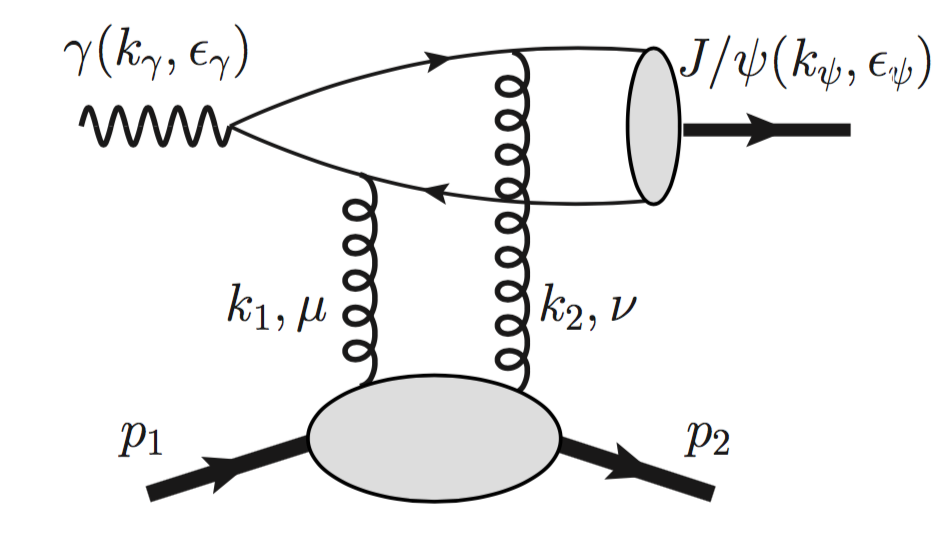 γ(k_γ, ϵ_γ)
J/ψ(k_ψ, ϵ_ψ)
k_1, μ
k_2, ν
p_1
p_2